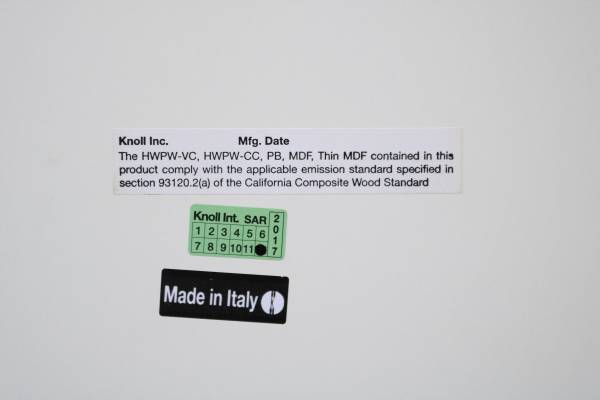 Knoll Inc. Mfg. Date
The HWPW-VC, HWPW-CC, PB, MDF, Thin MDF contained in this
product comply with the applicable emission standard specified in
section 93120.2(a) of the California Composite Wood Standard
Knoll Int. SAR 2017
1 2 3 4 5 6
7 8 9 10 11
Made in Italy